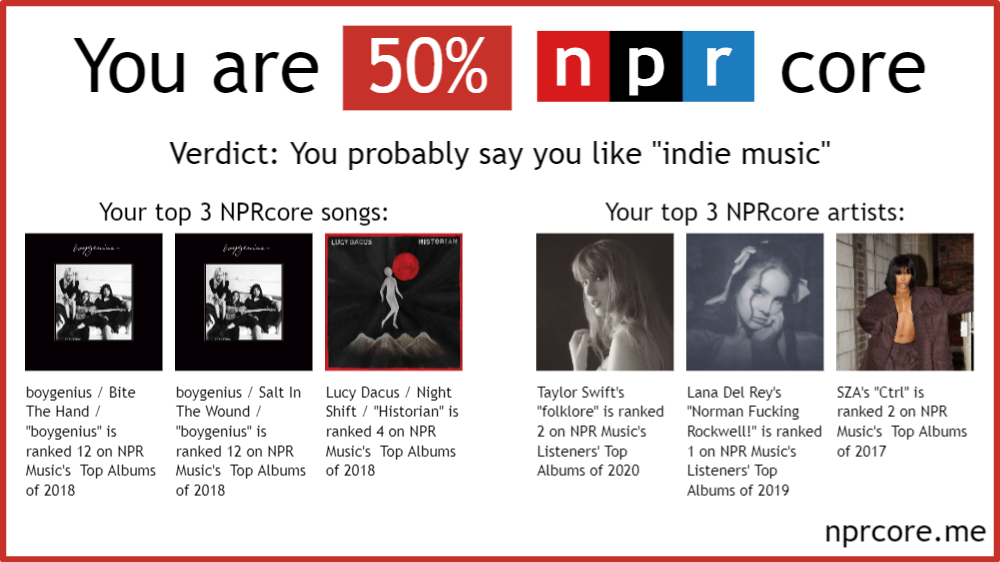 You are 50% npr core
Verdict: You probably say you like "indie music"
Your top 3 NPRcore songs:
boygenius
boygenius / Bite
The Hand /
"boygenius" is
ranked 12 on NPR
Music's Top Albums
of 2018
boygenius
boygenius / Salt In
The Wound /
"boygenius" is
ranked 12 on NPR
Music's Top Albums
of 2018
LUCY DACUS HISTORIAN
Lucy Dacus / Night
Shift / "Historian" is
ranked 4 on NPR
Music's Top Albums
of 2018
Your top 3 NPRcore artists:
Taylor Swift's
"folklore" is ranked
2 on NPR Music's
Listeners' Top
Albums of 2020
Lana Del Rey's
"Norman Fucking
Rockwell!" is ranked
1 on NPR Music's
Listeners' Top
Albums of 2019
SZA's "Ctrl" is
ranked 2 on NPR
Music's Top Albums
of 2017
nprcore.me